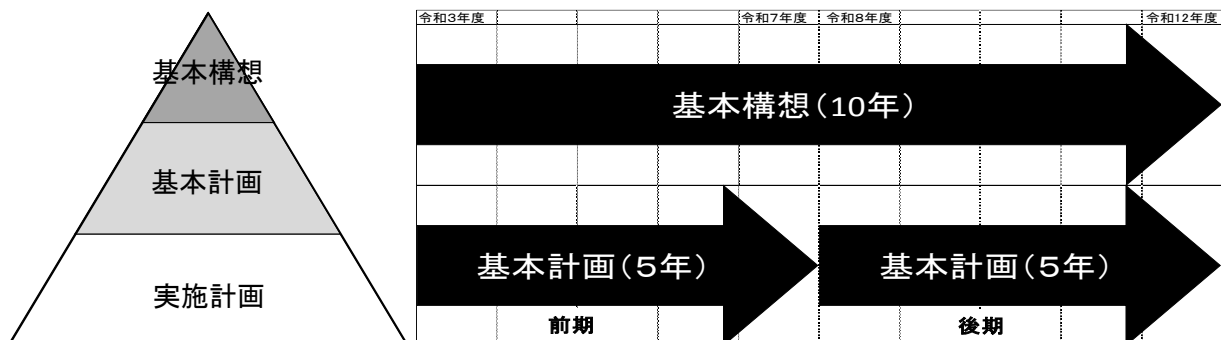 基本構想
基本計画
実施計画
令和3年度
令和7年度
令和8年度
令和12年度
基本構想(10年)
基本計画(5年)
基本計画(5年)
前期
後期